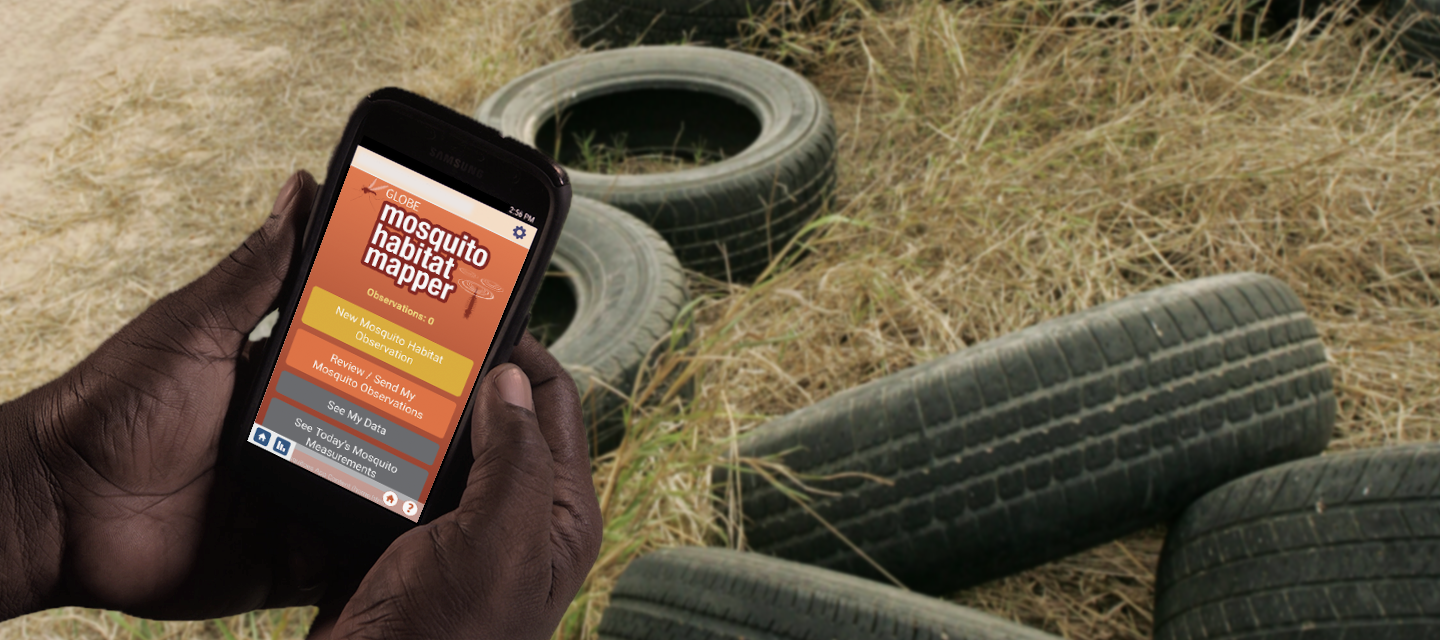 SAMSUNG
2:56 PM
GLOBE
mosquito
habitat
mapper
Observations: 0
New Mosquito Habitat
Observation
Review / Send My
Mosquito Observations
See My Data
See Today's Mosquito
Measurements
?